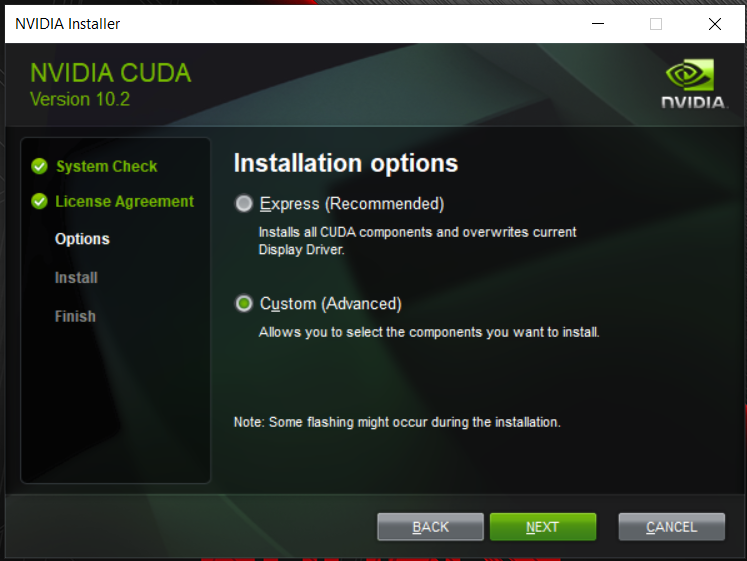 NVIDIA Installer
NVIDIA CUDA
Version 10.2
NVIDIA.
System Check
License Agreement
Options
Install
Finish
Installation options
Express (Recommended)
Installs all CUDA components and overwrites current
Display Driver.
Custom (Advanced)
Allows you to select the components you want to install.
Note: Some flashing might occur during the installation.
BACK
NEXT
CANCEL